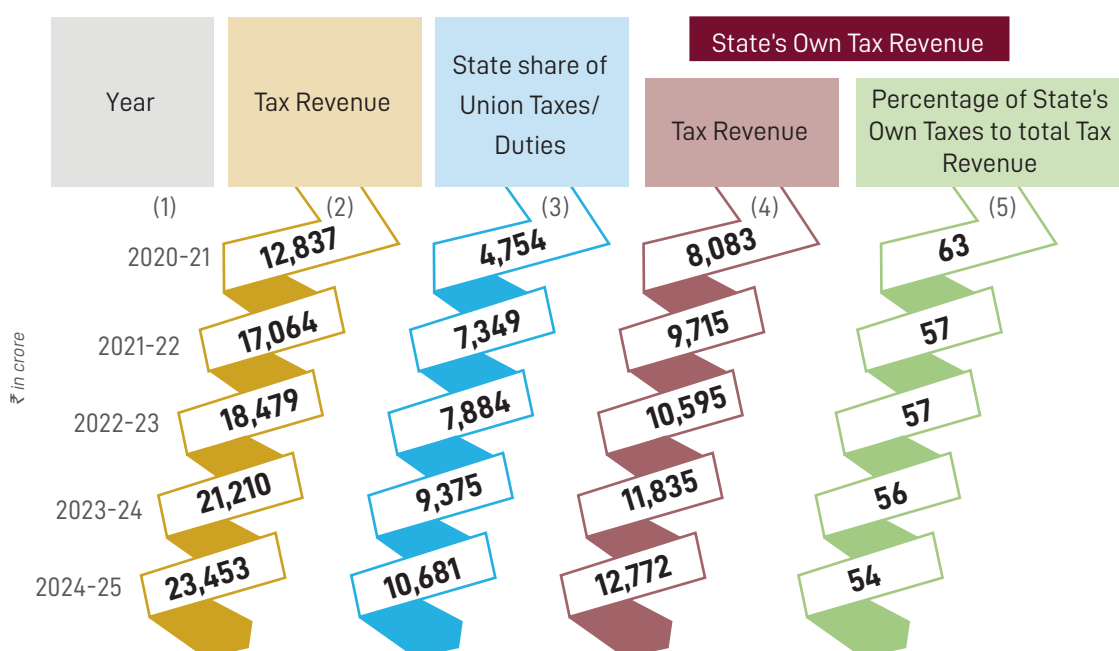 State's Own Tax Revenue
Year
Tax Revenue
State share of
Union Taxes/
Duties
Tax Revenue
Percentage of State's
Own Taxes to total Tax
Revenue
(1) (2) (3) (4) (5)
2020-21 12,837 4,754 8,083 63
2021-22 17,064 7,349 9,715 57
2022-23 18,479 7,884 10,595 57
2023-24 21,210 9,375 11,835 56
2024-25 23,453 10,681 12,772 54
₹ in crore